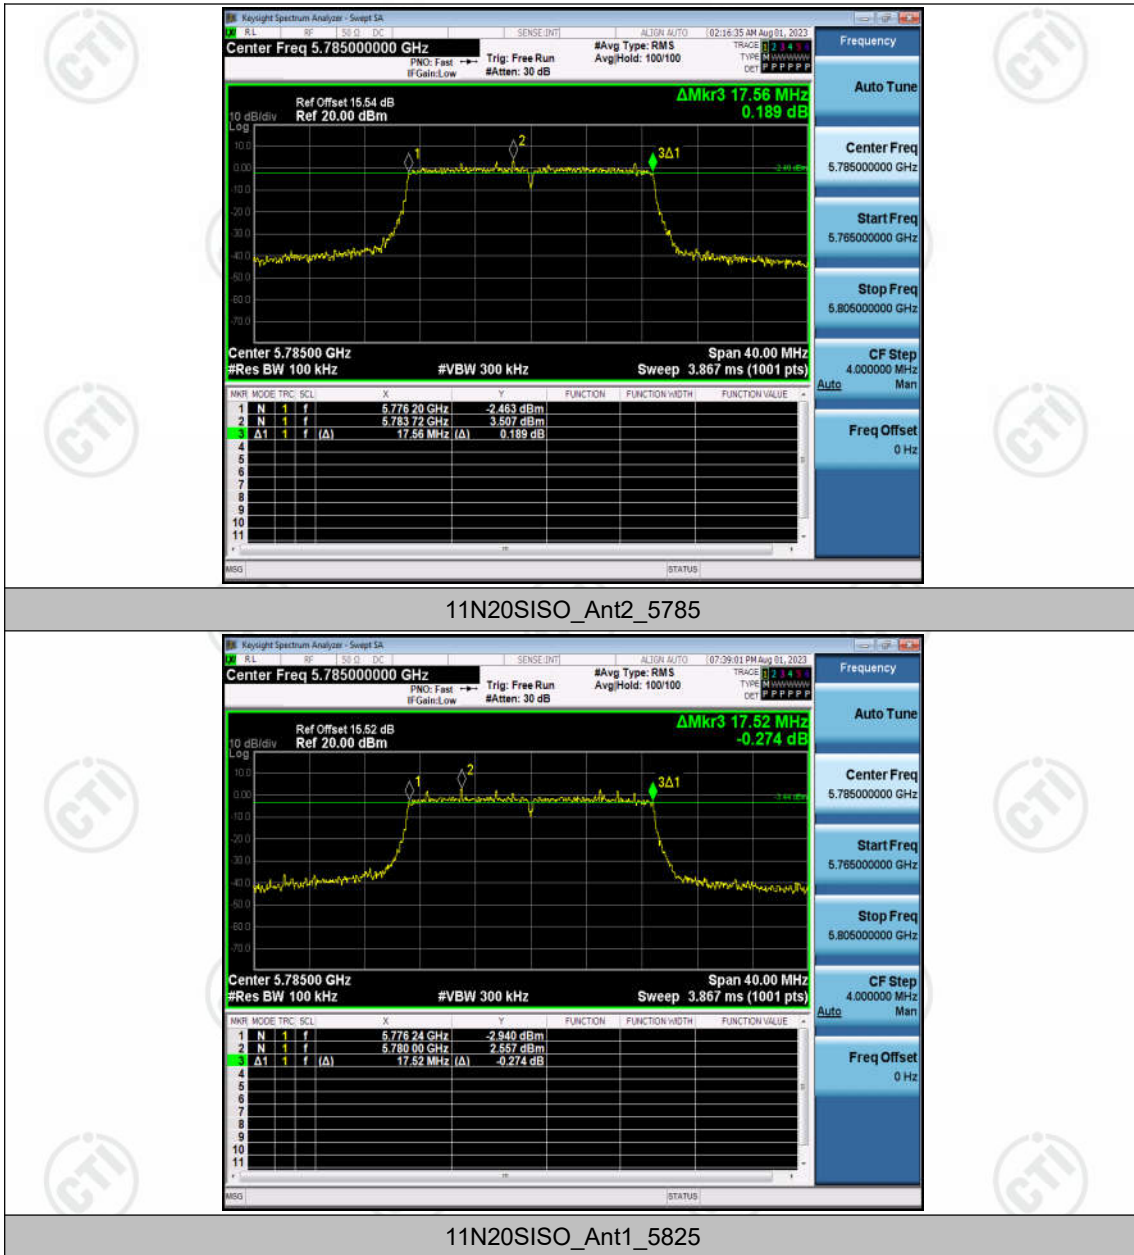 Keysight Spectrum Analyzer - Swept SA
RL RF 50 Ω DC SENSE:INT ALIGN AUTO 02:16:35 AM Aug 01, 2023
Center Freq 5.785000000 GHz
PNO: Fast
IFGain:Low
Trig: Free Run
#Atten: 30 dB
#Avg Type: RMS
Avg|Hold: 100/100
TRACE 1 2 3 4 5 6
TYPE M WWWWW
DET P P P P P P
Frequency
Auto Tune
Center Freq
5.785000000 GHz
Start Freq
5.765000000 GHz
Stop Freq
5.805000000 GHz
CF Step
4.000000 MHz
Auto Man
Freq Offset
0 Hz
ΔMkr3 17.56 MHz
0.189 dB
Ref Offset 15.54 dB
10 dB/div Ref 20.00 dBm
Log
10.0
0.00
-10.0
-20.0
-30.0
-40.0
-50.0
-60.0
-70.0
1
2
3Δ1
Center 5.78500 GHz Span 40.00 MHz
#Res BW 100 kHz #VBW 300 kHz Sweep 3.867 ms (1001 pts)
MKR MODE TRC SCL X Y FUNCTION FUNCTION WIDTH FUNCTION VALUE
1 N 1 f 5.776 20 GHz -2.463 dBm
2 N 1 f 5.783 72 GHz 3.507 dBm
3 Δ1 1 f (Δ) 17.56 MHz (Δ) 0.189 dB
4
5
6
7
8
9
10
11
MSG STATUS
11N20SISO_Ant2_5785
Keysight Spectrum Analyzer - Swept SA
RL RF 50 Ω DC SENSE:INT ALIGN AUTO 07:39:01 PM Aug 01, 2023
Center Freq 5.785000000 GHz
PNO: Fast
IFGain:Low
Trig: Free Run
#Atten: 30 dB
#Avg Type: RMS
Avg|Hold: 100/100
TRACE 1 2 3 4 5 6
TYPE M WWWWW
DET P P P P P P
Frequency
Auto Tune
Center Freq
5.785000000 GHz
Start Freq
5.765000000 GHz
Stop Freq
5.805000000 GHz
CF Step
4.000000 MHz
Auto Man
Freq Offset
0 Hz
ΔMkr3 17.52 MHz
-0.274 dB
Ref Offset 15.52 dB
10 dB/div Ref 20.00 dBm
Log
10.0
0.00
-10.0
-20.0
-30.0
-40.0
-50.0
-60.0
-70.0
1
2
3Δ1
-3.44 dBm
Center 5.78500 GHz Span 40.00 MHz
#Res BW 100 kHz #VBW 300 kHz Sweep 3.867 ms (1001 pts)
MKR MODE TRC SCL X Y FUNCTION FUNCTION WIDTH FUNCTION VALUE
1 N 1 f 5.776 24 GHz -2.940 dBm
2 N 1 f 5.780 00 GHz 2.557 dBm
3 Δ1 1 f (Δ) 17.52 MHz (Δ) -0.274 dB
4
5
6
7
8
9
10
11
MSG STATUS
11N20SISO_Ant1_5825
CTI
CTI
CTI
CTI
CTI
CTI
CTI
CTI